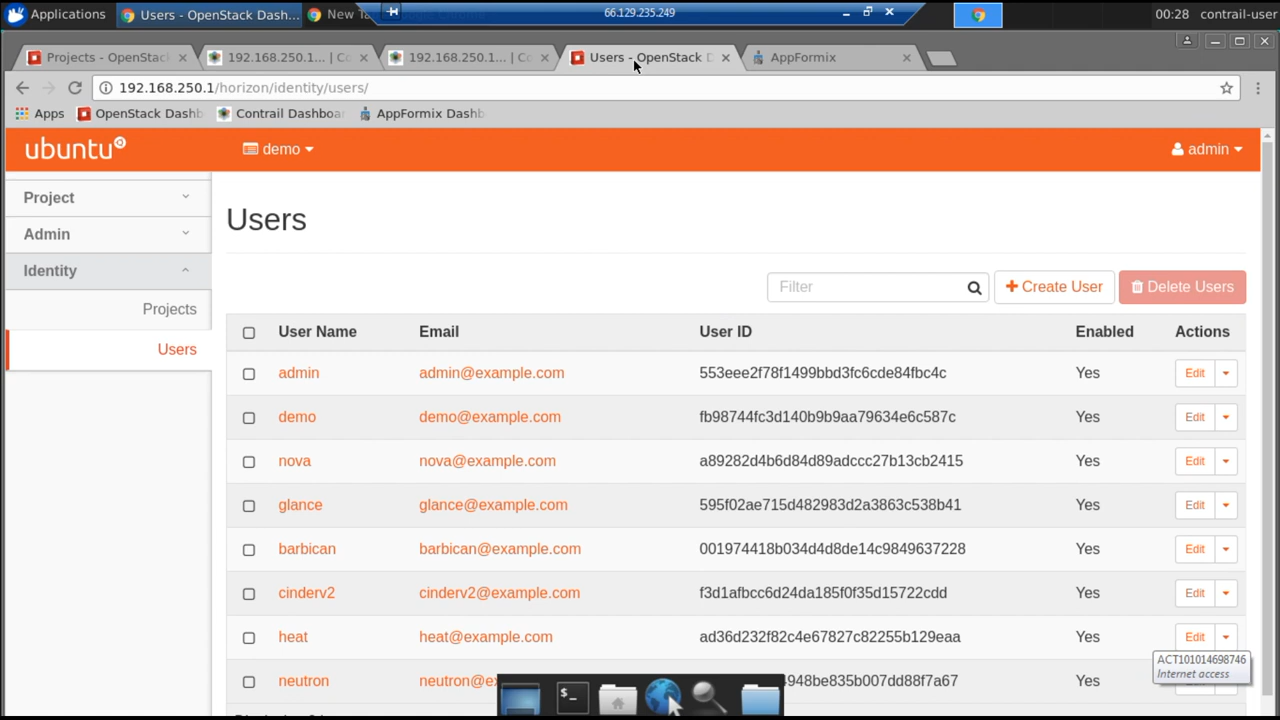 Applications Users - OpenStack Dash... New Ta 66.129.235.249 00:28 contrail-user
Projects - OpenStac 192.168.250.1... | Co 192.168.250.1... | Co Users - OpenStack D AppFormix
192.168.250.1/horizon/identity/users/
Apps OpenStack Dashb Contrail Dashboa AppFormix Dashb
ubuntu demo admin
Project
Admin
Identity
Projects
Users
Users
Filter Create User Delete Users
User Name Email User ID Enabled Actions
admin admin@example.com 553eee2f78f1499bbd3fc6cde84fbc4c Yes Edit
demo demo@example.com fb98744fc3d140b9b9aa79634e6c587c Yes Edit
nova nova@example.com a89282d4b6d84d89adccc27b13cb2415 Yes Edit
glance glance@example.com 595f02ae715d482983d2a3863c538b41 Yes Edit
barbican barbican@example.com 001974418b034d4d8de14c9849637228 Yes Edit
cinderv2 cinderv2@example.com f3d1afbcc6d24da185f0f35d15722cdd Yes Edit
heat heat@example.com ad36d232f82c4e67827c82255b129eaa Yes Edit
ACT101014698746
Internet access
neutron neutron@ex 4948be835b007dd88f7a67 Yes